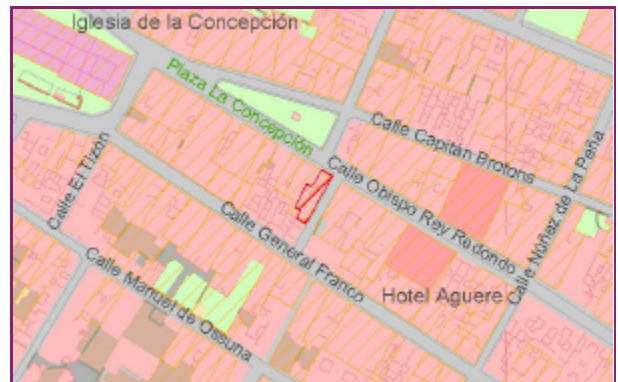 Iglesia de la Concepción
Plaza La Concepción
Calle Capitán Brotons
Calle El Tizón
Calle Obispo Rey Redondo
Calle Núñez de La Peña
Calle General Franco
Calle Manuel de Ossuna
Hotel Aguere